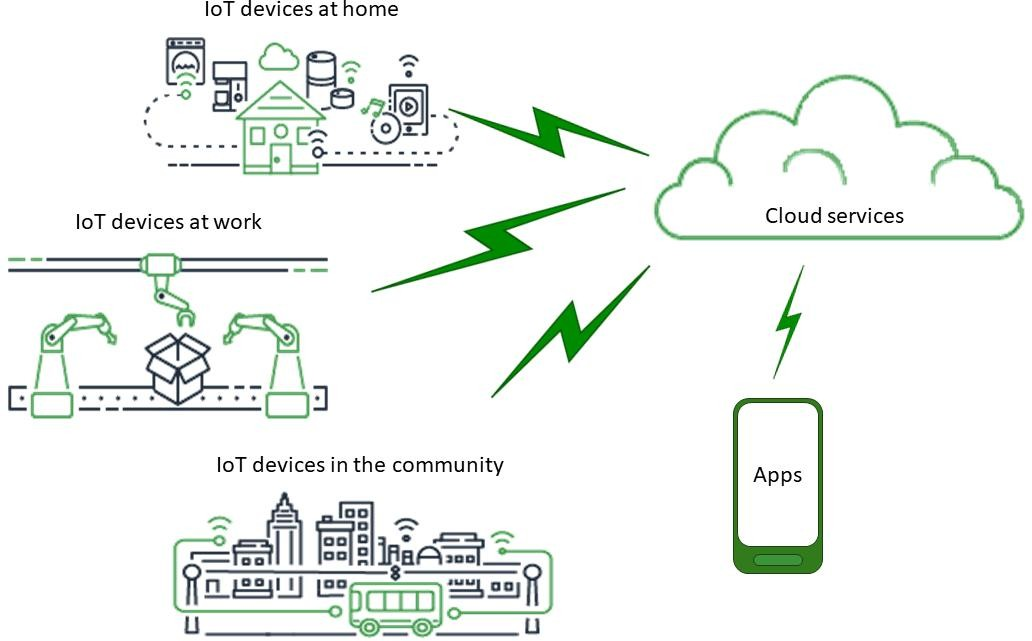 IoT devices at home
IoT devices at work
Cloud services
IoT devices in the community
Apps